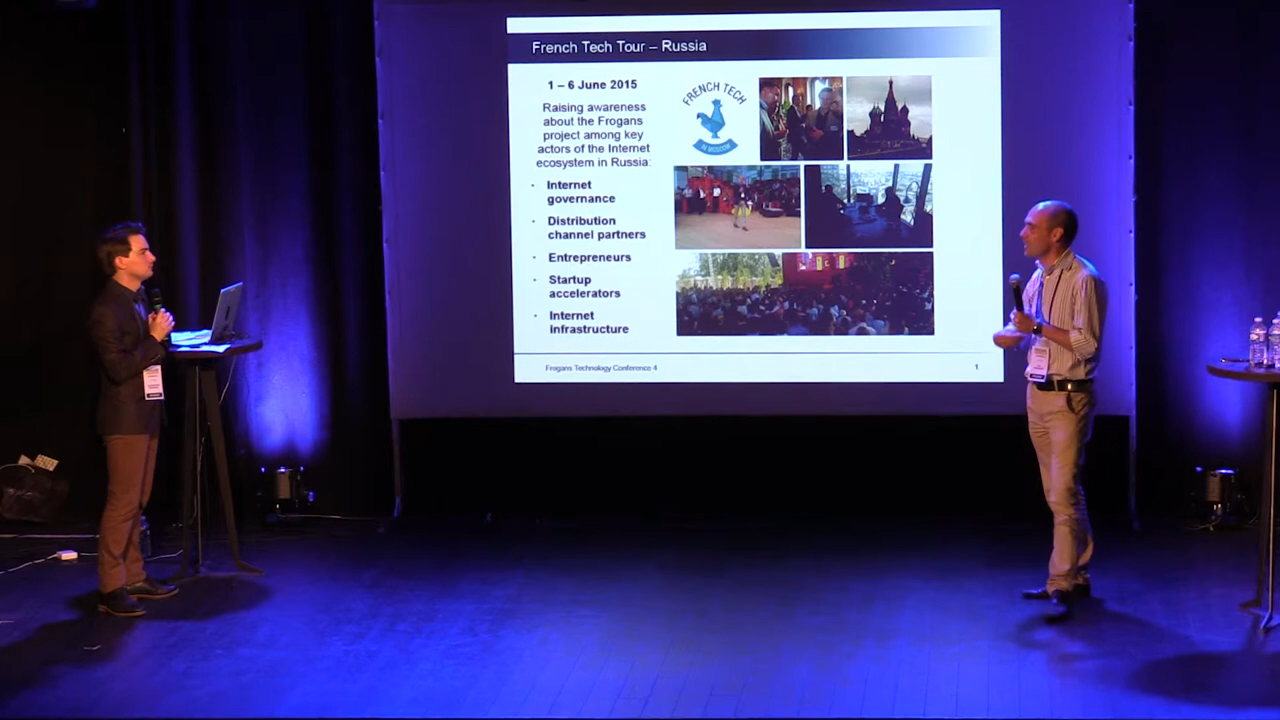 French Tech Tour – Russia
1 – 6 June 2015
Raising awareness
about the Frogans
project among key
actors of the Internet
ecosystem in Russia:
· Internet
governance
· Distribution
channel partners
· Entrepreneurs
· Startup
accelerators
· Internet
infrastructure
FRENCH TECH
IN MOSCOW
Frogans Technology Conference 4
1